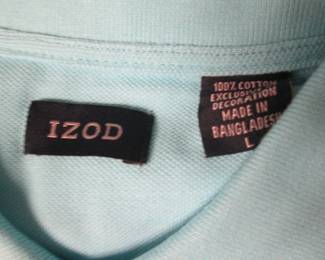 IZOD
100% COTTON
EXCLUSIVE OF
DECORATION
MADE IN
BANGLADESH
L